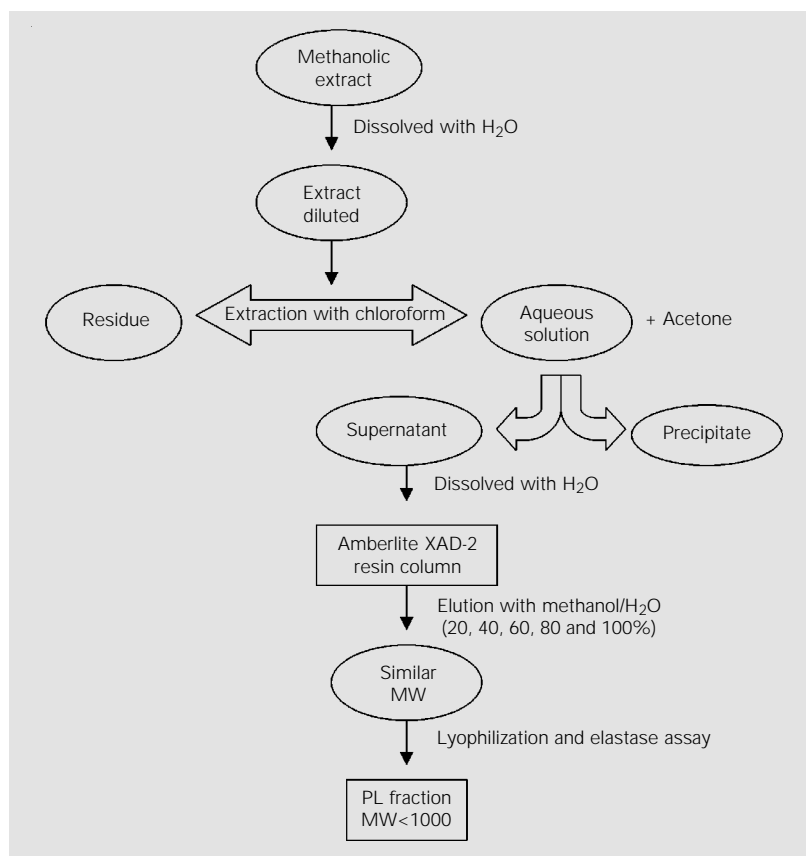 Methanolic
extract
Dissolved with H₂O
Extract
diluted
Residue
Extraction with chloroform
Aqueous
solution
+ Acetone
Supernatant
Precipitate
Dissolved with H₂O
Amberlite XAD-2
resin column
Elution with methanol/H₂O
(20, 40, 60, 80 and 100%)
Similar
MW
Lyophilization and elastase assay
PL fraction
MW<1000